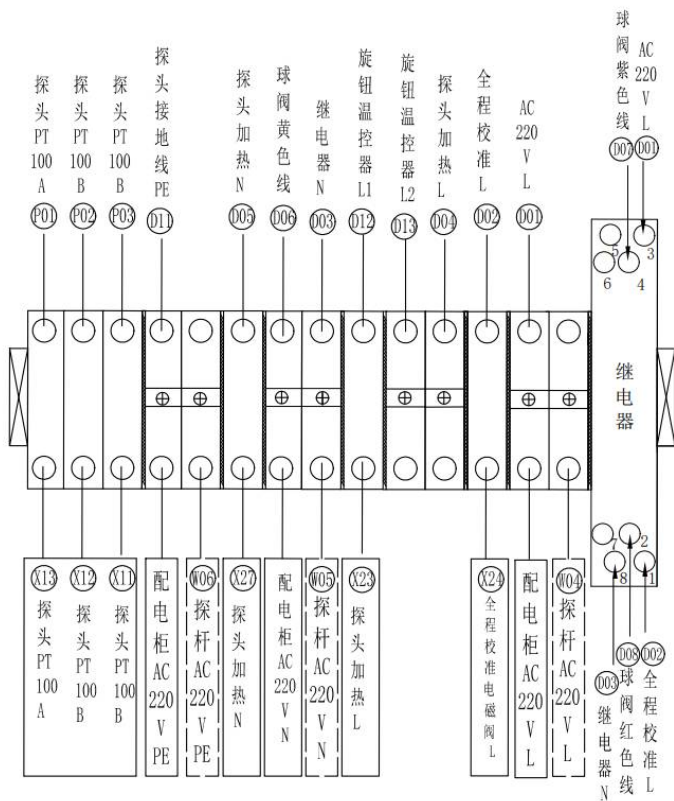 探头PT100A
探头PT100B
探头PT100B
探头接地线PE
探头加热N
球阀黄色线
继电器N
旋钮温控器L1
旋钮温控器L2
探头加热L
全程校准L
AC220VL
球阀紫色线
AC220VL
P01
P02
P03
D11
D05
D06
D03
D12
D13
D04
D02
D01
D07
D01
5
3
6
4
继电器
7
2
8
1
X13
探头PT100A
X12
探头PT100B
X11
探头PT100B
配电柜AC220VPE
W06
探杆AC220VPE
X27
探头加热N
配电柜AC220VN
W05
探杆AC220VN
X23
探头加热L
X24
全程校准电磁阀L
配电柜AC220VL
W04
探杆AC220VL
D03
继电器N
D08
球阀红色线
D02
全程校准L